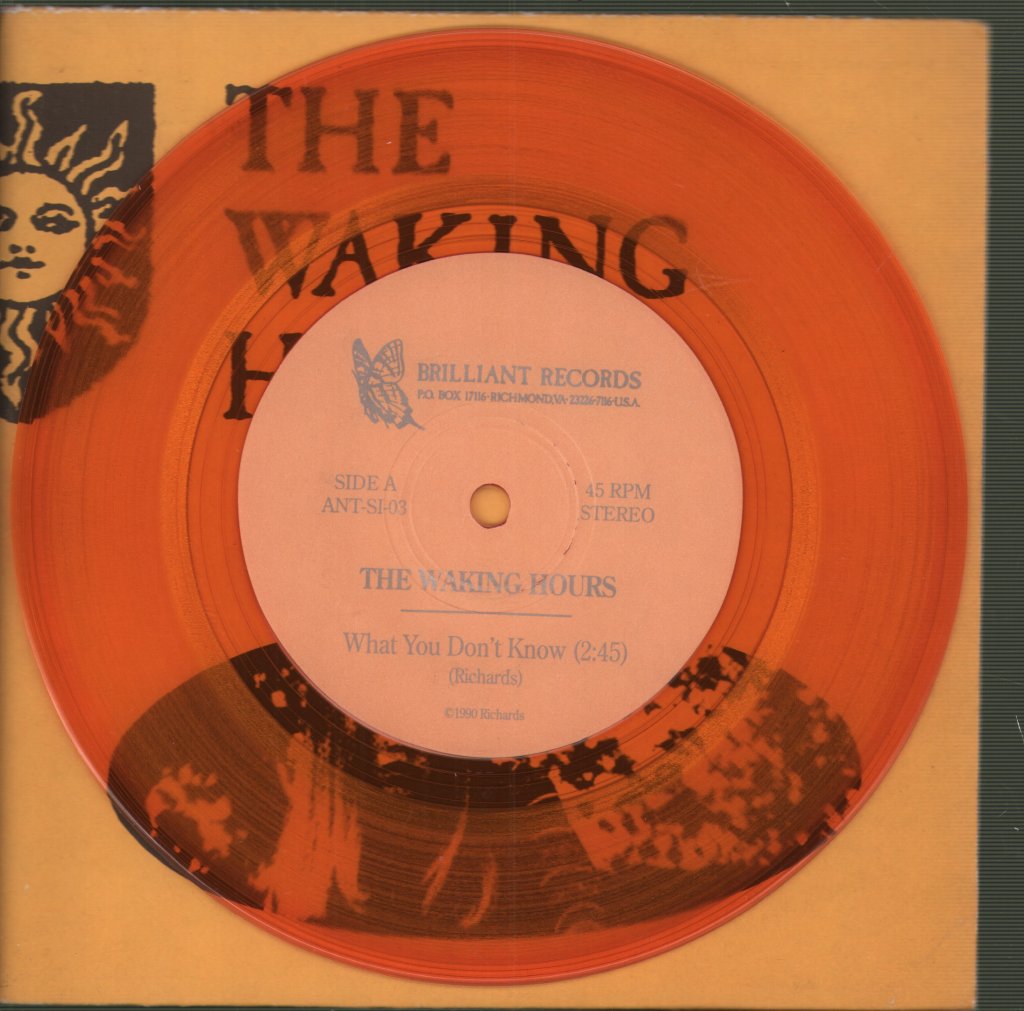 THE
WAKING
H
BRILLIANT RECORDS
P.O. BOX 17116·RICHMOND,VA·23226-7116·U.S.A.
SIDE A
ANT-SI-03
45 RPM
STEREO
THE WAKING HOURS
What You Don't Know (2:45)
(Richards)
©1990 Richards